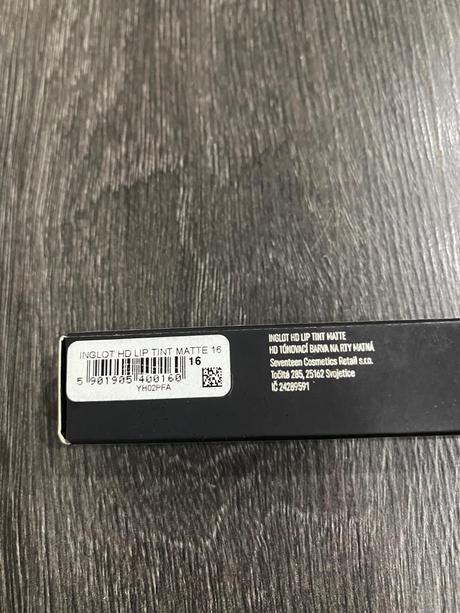 INGLOT HD LIP TINT MATTE 16
16
5 901905 400160
YH02PFA
INGLOT HD LIP TINT MATTE
HD TÓNOVACÍ BARVA NA RTY MATNÁ
Seventeen Cosmetics Retail s.r.o.
Točitá 285, 25162 Svojetice
IČ 24289591